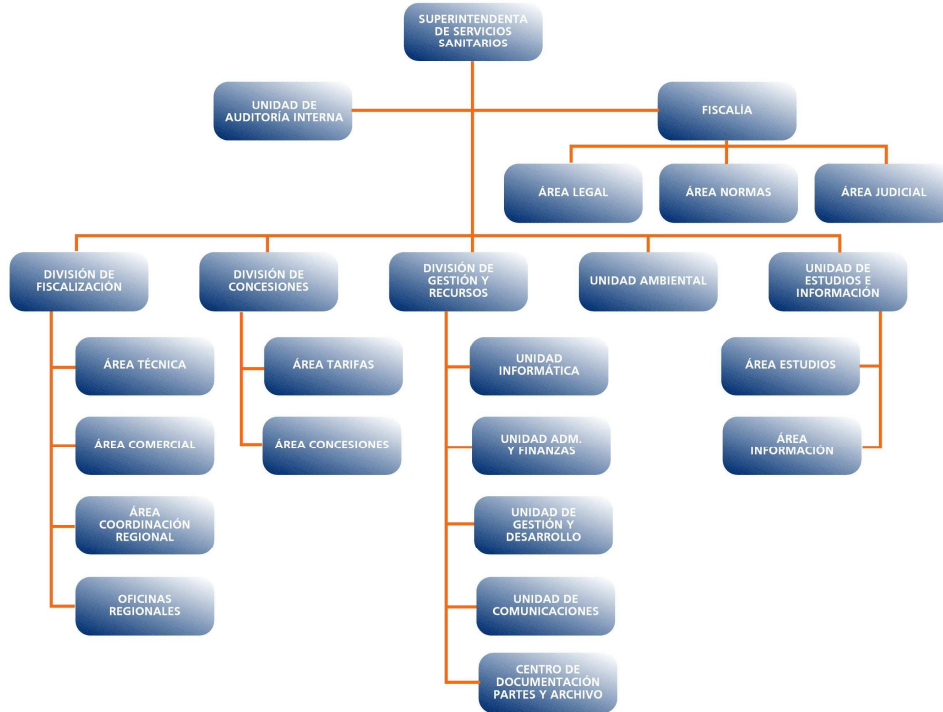 SUPERINTENDENTA
DE SERVICIOS
SANITARIOS
UNIDAD DE
AUDITORÍA INTERNA
FISCALÍA
ÁREA LEGAL
ÁREA NORMAS
ÁREA JUDICIAL
DIVISIÓN DE
FISCALIZACIÓN
DIVISIÓN DE
CONCESIONES
DIVISIÓN DE
GESTIÓN Y
RECURSOS
UNIDAD AMBIENTAL
UNIDAD DE
ESTUDIOS E
INFORMACIÓN
ÁREA TÉCNICA
ÁREA COMERCIAL
ÁREA
COORDINACIÓN
REGIONAL
OFICINAS
REGIONALES
ÁREA TARIFAS
ÁREA CONCESIONES
UNIDAD
INFORMÁTICA
UNIDAD ADM.
Y FINANZAS
UNIDAD DE
GESTIÓN Y
DESARROLLO
UNIDAD DE
COMUNICACIONES
CENTRO DE
DOCUMENTACIÓN
PARTES Y ARCHIVO
ÁREA ESTUDIOS
ÁREA
INFORMACIÓN